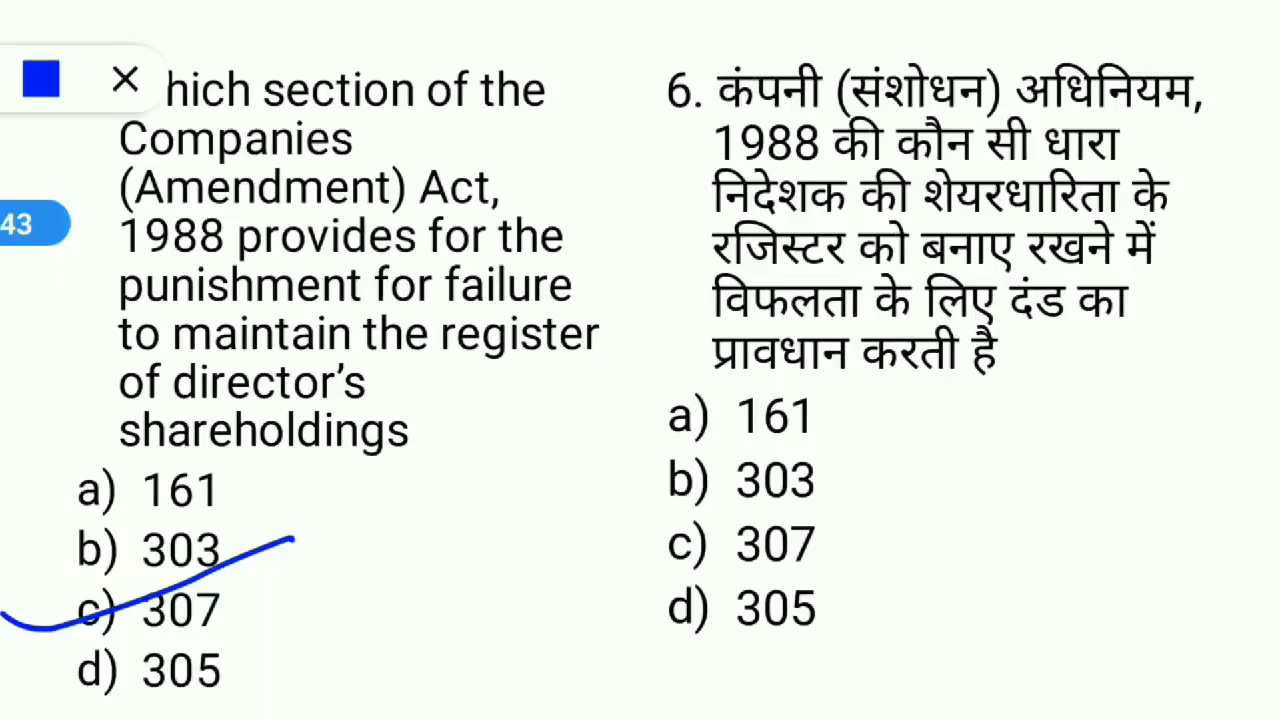 hich section of the
Companies
(Amendment) Act,
1988 provides for the
punishment for failure
to maintain the register
of director’s
shareholdings
a) 161
b) 303
c) 307
d) 305
43
6. कंपनी (संशोधन) अधिनियम,
1988 की कौन सी धारा
निदेशक की शेयरधारिता के
रजिस्टर को बनाए रखने में
विफलता के लिए दंड का
प्रावधान करती है
a) 161
b) 303
c) 307
d) 305